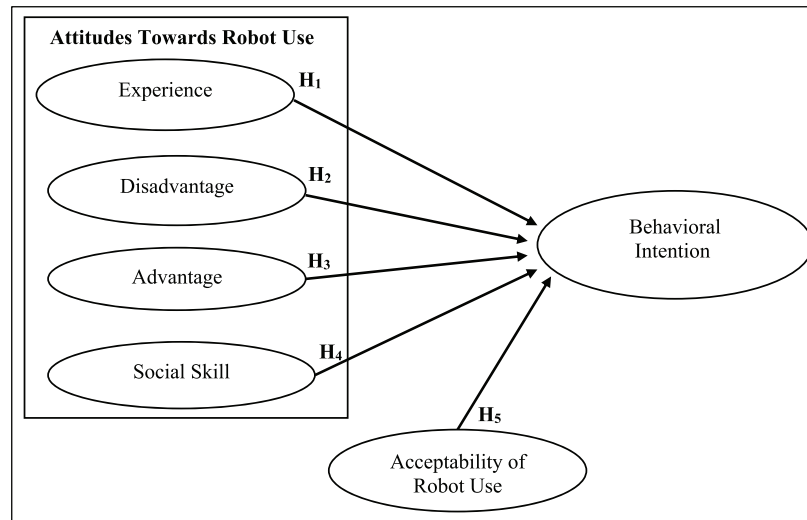 Attitudes Towards Robot Use
Experience
H₁
Disadvantage
H₂
Advantage
H₃
Social Skill
H₄
Behavioral
Intention
H₅
Acceptability of
Robot Use